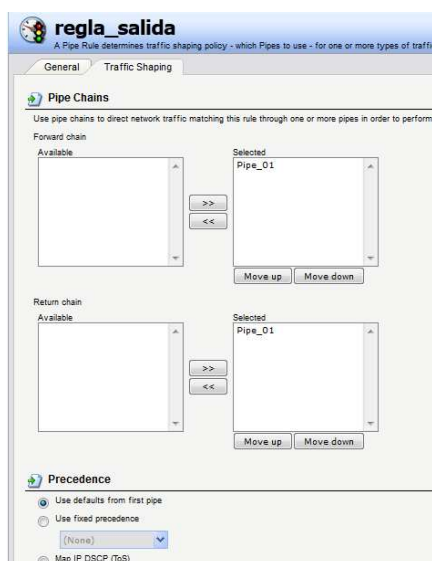 regla_salida
A Pipe Rule determines traffic shaping policy - which Pipes to use - for one or more types of traffi
General Traffic Shaping
Pipe Chains
Use pipe chains to direct network traffic matching this rule through one or more pipes in order to perform
Forward chain
Available Selected
Pipe_01
>>
<<
Move up Move down
Return chain
Available Selected
Pipe_01
>>
<<
Move up Move down
Precedence
Use defaults from first pipe
Use fixed precedence
(None)
Map IP DSCP (ToS)